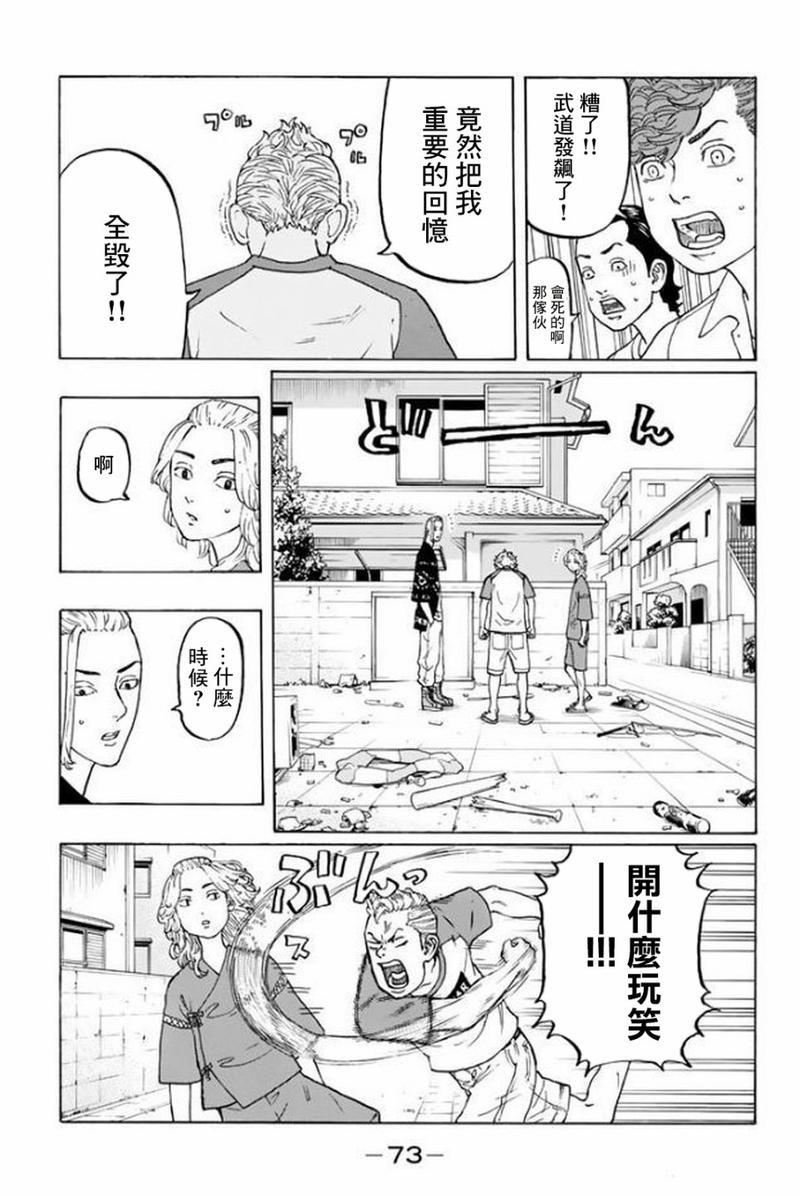 糟了!!
武道發飆了!
會死的啊
那傢伙
竟然把我
重要的回憶
プル
プル
全毀了!!
どーーん
啊
…什麼
時候?
開什麼玩笑
——!!!
ぶんっ
ス
—73—